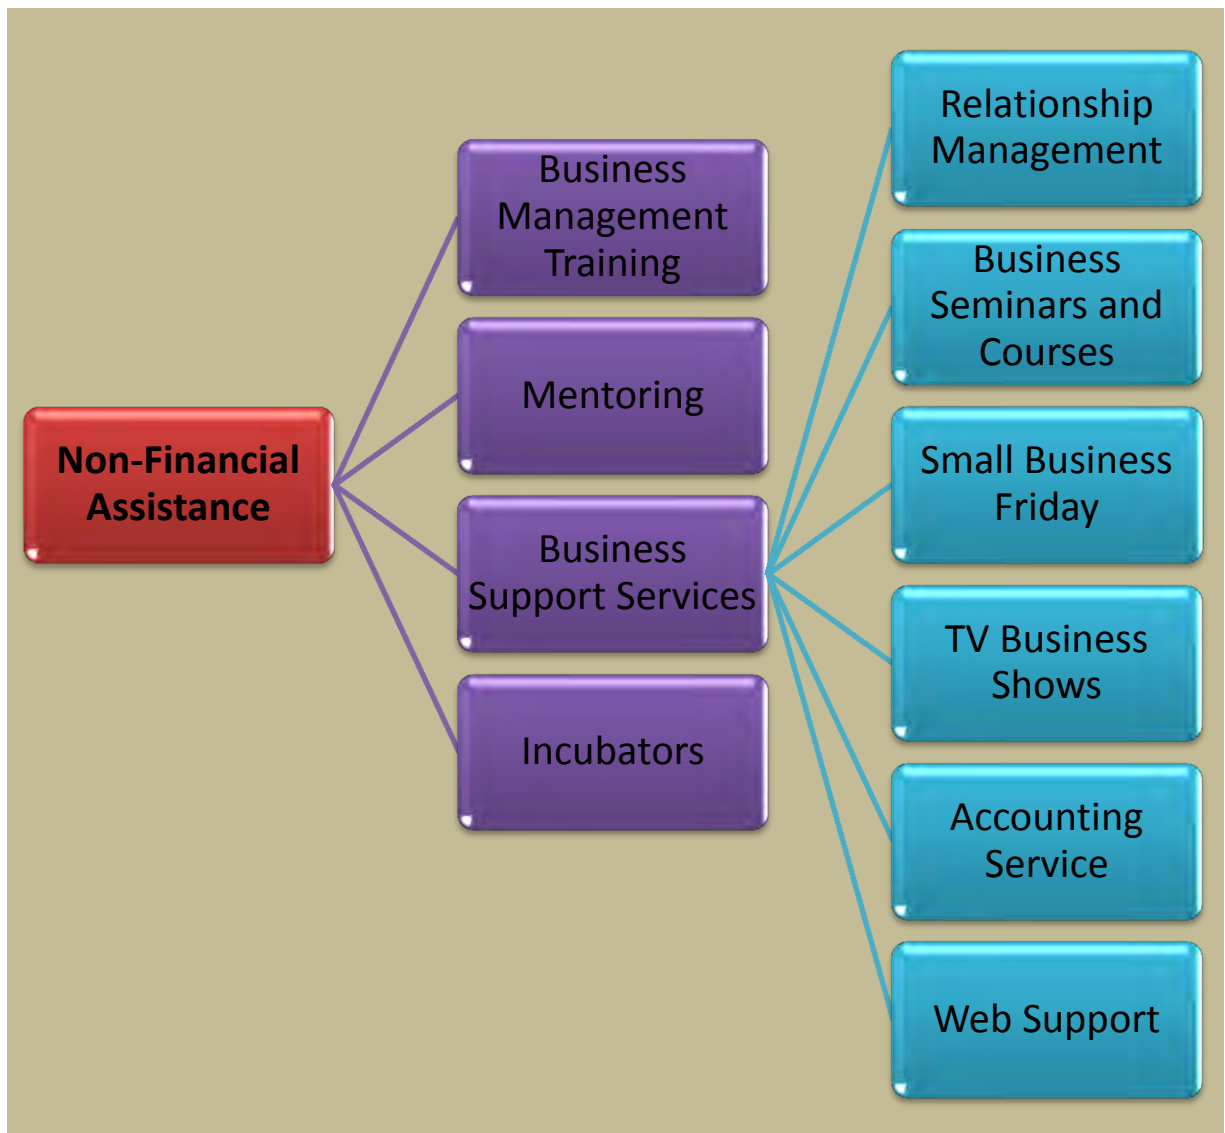 Non-Financial
Assistance
Business
Management
Training
Mentoring
Business
Support Services
Incubators
Relationship
Management
Business
Seminars and
Courses
Small Business
Friday
TV Business
Shows
Accounting
Service
Web Support